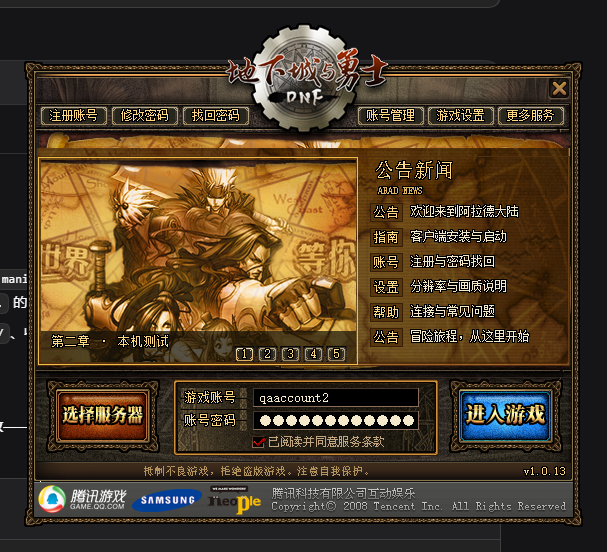 地下城与勇士
DNF
注册账号 修改密码 找回密码 账号管理 游戏设置 更多服务
公告新闻
ARAD NEWS
公告 欢迎来到阿拉德大陆
指南 客户端安装与启动
账号 注册与密码找回
设置 分辨率与画质说明
帮助 连接与常见问题
公告 冒险旅程，从这里开始
West Coast
世界
等你
mani
的
第二章 · 本机测试
1 2 3 4 5
选择服务器
游戏账号 qaaccount2
账号密码 ●●●●●●●●●●●●
已阅读并同意服务条款
进入游戏
抵制不良游戏，拒绝盗版游戏。注意自我保护。
v1.0.13
腾讯游戏
GAME.QQ.COM
SAMSUNG
WE MAKE WONDERS
neople
腾讯科技有限公司互动娱乐
Copyright© 2008 Tencent Inc. All Rights Reserved